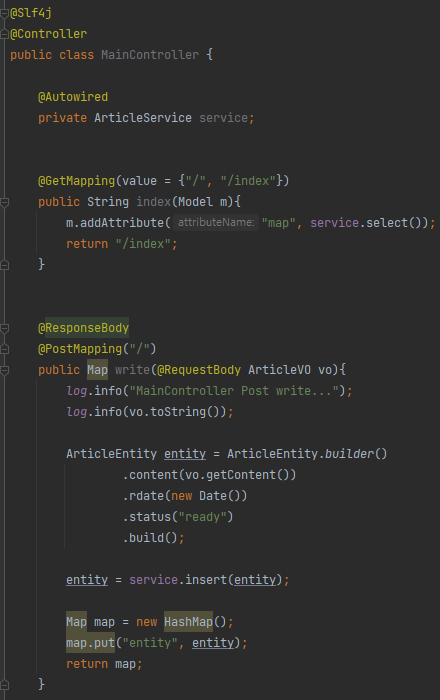 @Slf4j
@Controller
public class MainController {
@Autowired
private ArticleService service;
@GetMapping(value = {"/", "/index"})
public String index(Model m){
m.addAttribute( attributeName: "map", service.select());
return "/index";
}
@ResponseBody
@PostMapping("/")
public Map write(@RequestBody ArticleVO vo){
log.info("MainController Post write...");
log.info(vo.toString());
ArticleEntity entity = ArticleEntity.builder()
.content(vo.getContent())
.rdate(new Date())
.status("ready")
.build();
entity = service.insert(entity);
Map map = new HashMap();
map.put("entity", entity);
return map;
}